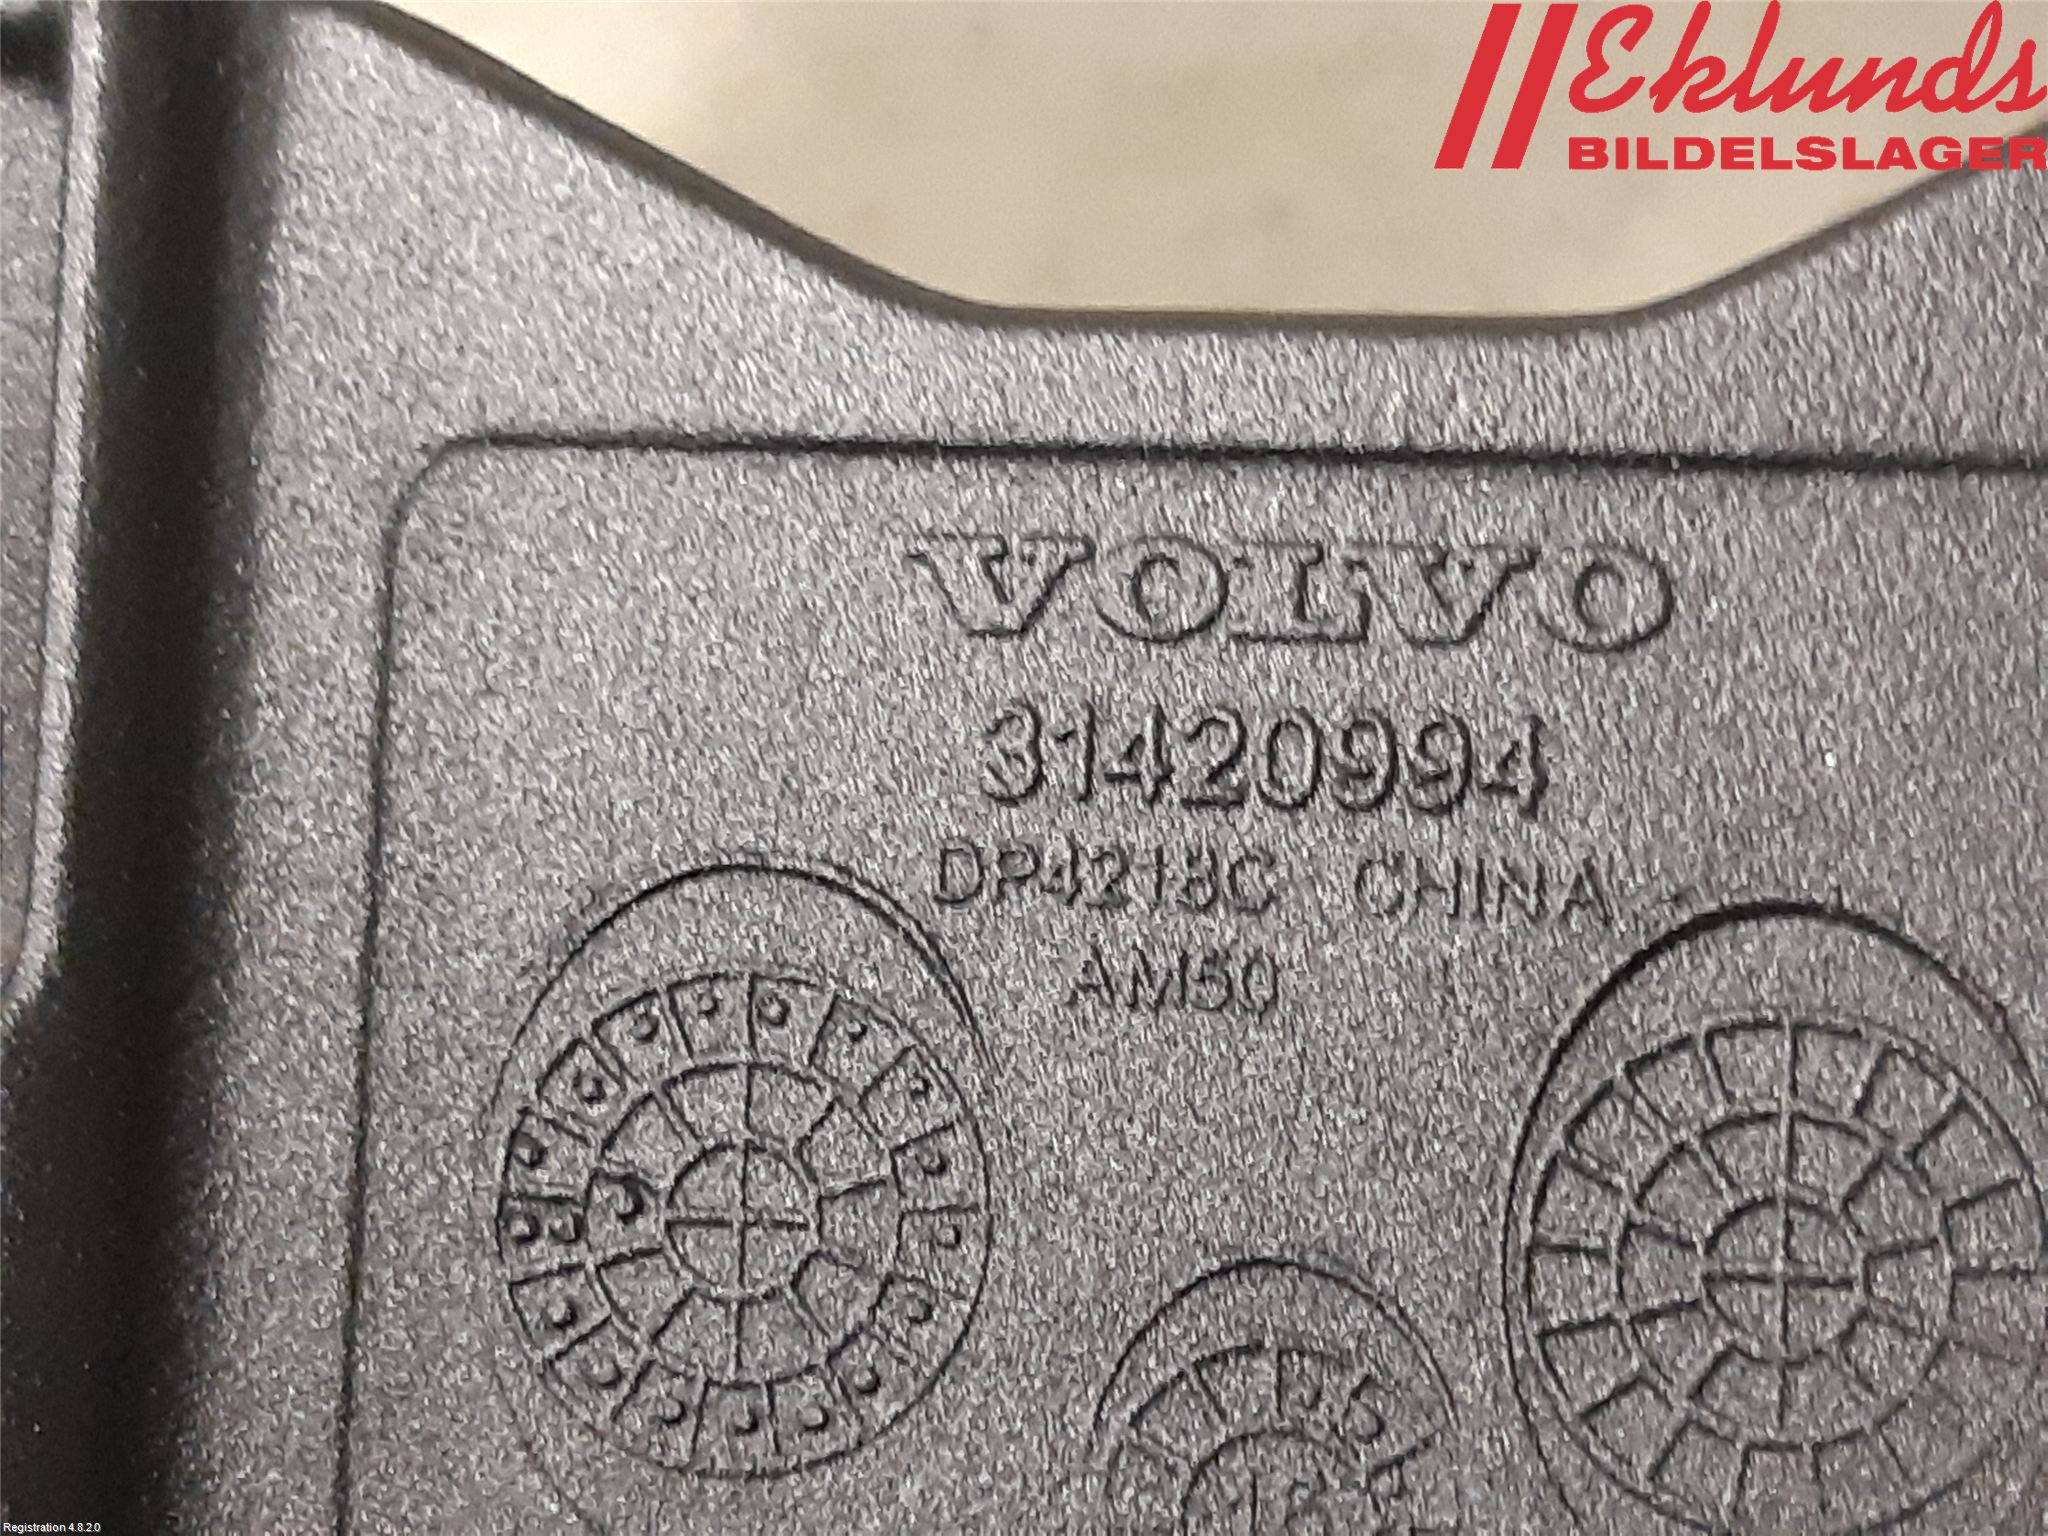 Eklunds
BILDELSLAGER
VOLVO
31420994
DP4218C CHINA
AM50
Registration 4.8.2.0